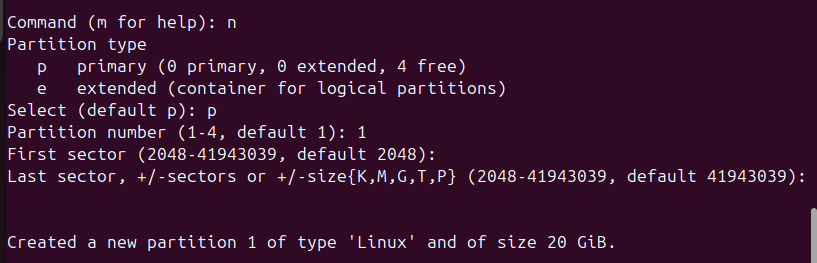 Command (m for help): n
Partition type
   p   primary (0 primary, 0 extended, 4 free)
   e   extended (container for logical partitions)
Select (default p): p
Partition number (1-4, default 1): 1
First sector (2048-41943039, default 2048):
Last sector, +/-sectors or +/-size{K,M,G,T,P} (2048-41943039, default 41943039):
Created a new partition 1 of type 'Linux' and of size 20 GiB.